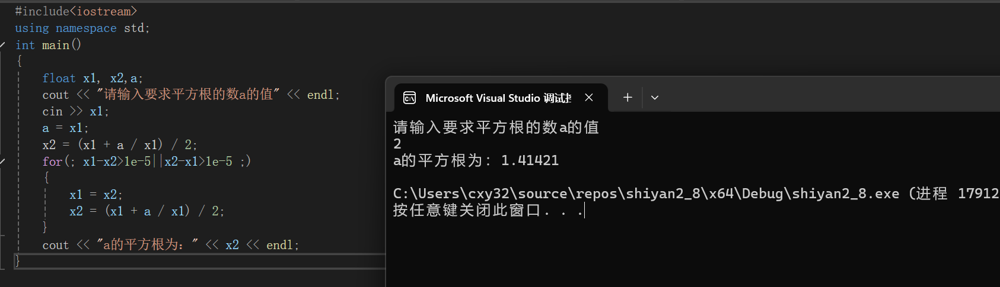 #include<iostream>
using namespace std;
int main()
{
float x1, x2,a;
cout << "请输入要求平方根的数a的值" << endl;
cin >> x1;
a = x1;
x2 = (x1 + a / x1) / 2;
for(; x1-x2>1e-5||x2-x1>1e-5 ;)
{
x1 = x2;
x2 = (x1 + a / x1) / 2;
}
cout << "a的平方根为：" << x2 << endl;
}
Microsoft Visual Studio 调试
请输入要求平方根的数a的值
2
a的平方根为：1.41421
C:\Users\cxy32\source\repos\shiyan2_8\x64\Debug\shiyan2_8.exe (进程 17912
按任意键关闭此窗口. . .